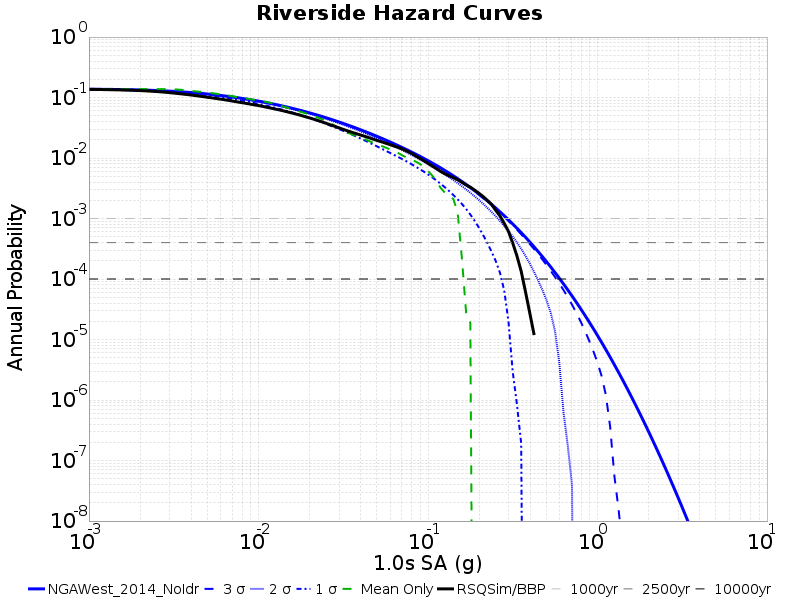 Riverside Hazard Curves
Annual Probability
10^0
10^-1
10^-2
10^-3
10^-4
10^-5
10^-6
10^-7
10^-8
10^-3 10^-2 10^-1 10^0 10^1
1.0s SA (g)
NGAWest_2014_NoIdr 3 σ 2 σ 1 σ Mean Only RSQSim/BBP 1000yr 2500yr 10000yr